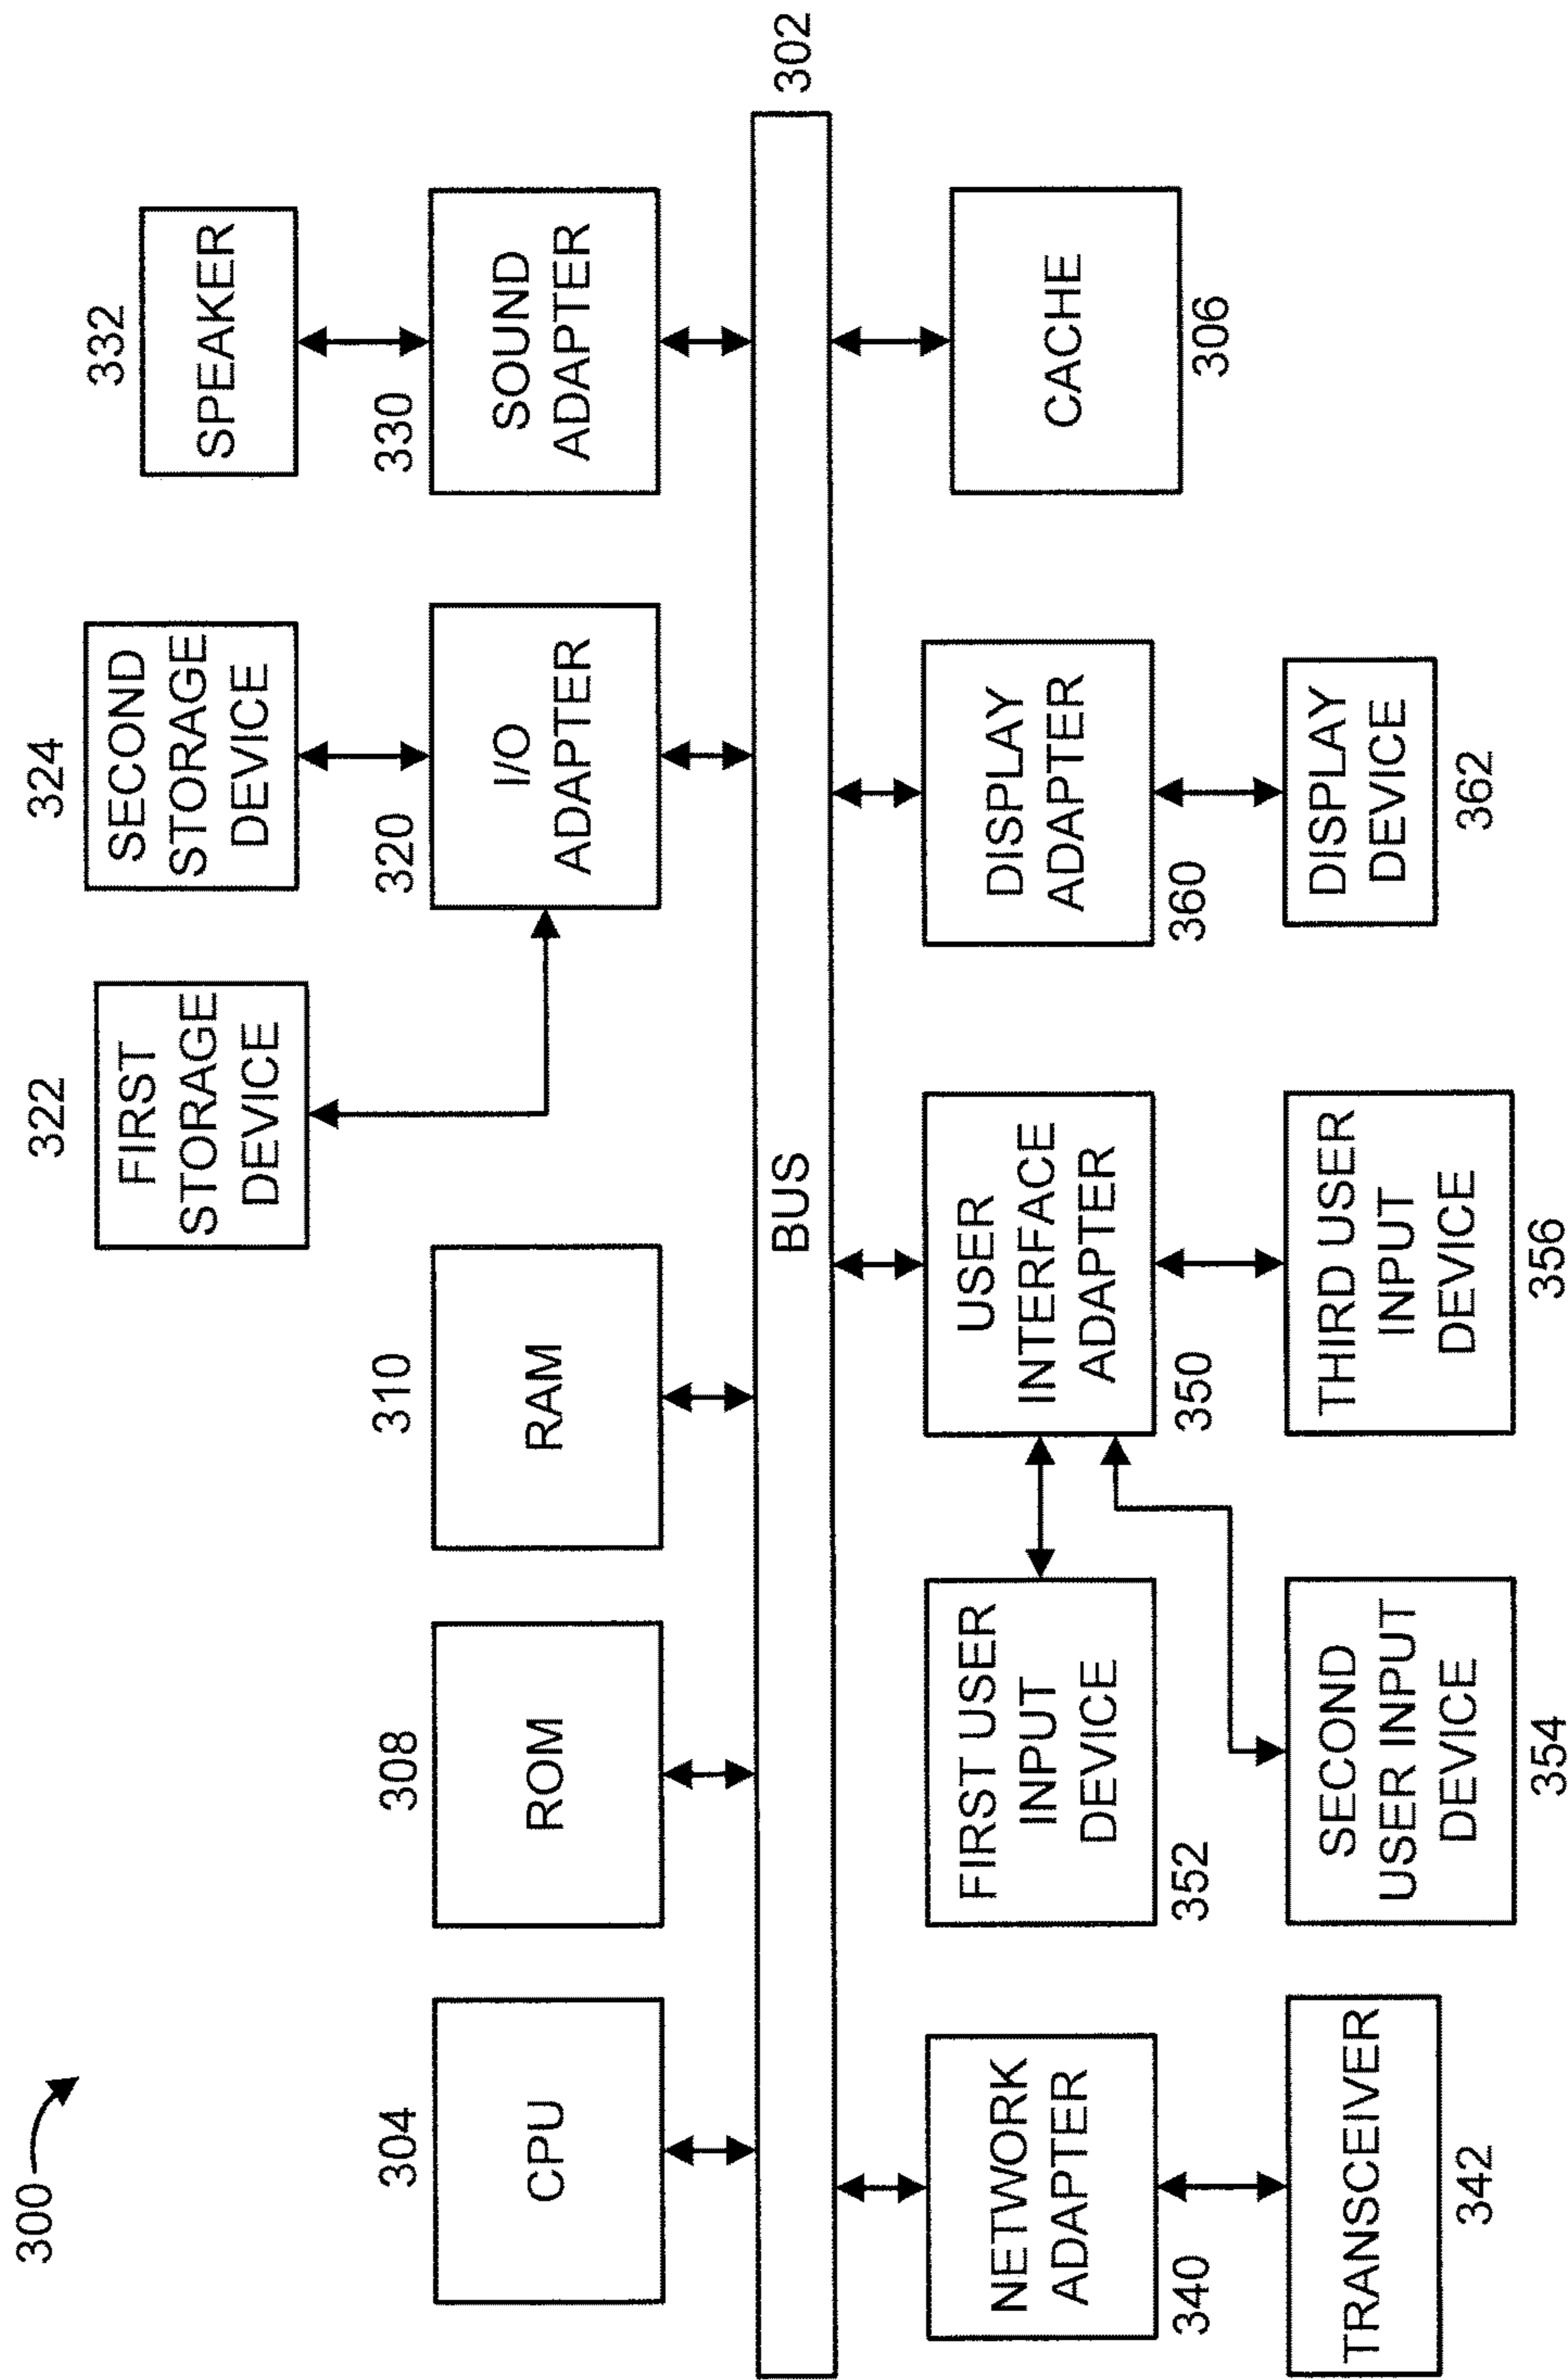 300
322
FIRST
STORAGE
DEVICE
324
SECOND
STORAGE
DEVICE
332
SPEAKER
304
CPU
308
ROM
310
RAM
320
I/O
ADAPTER
330
SOUND
ADAPTER
BUS
302
NETWORK
ADAPTER
340
FIRST USER
INPUT
DEVICE
352
USER
INTERFACE
ADAPTER
350
DISPLAY
ADAPTER
360
CACHE
306
TRANSCEIVER
342
SECOND
USER INPUT
DEVICE
354
THIRD USER
INPUT
DEVICE
356
DISPLAY
DEVICE
362